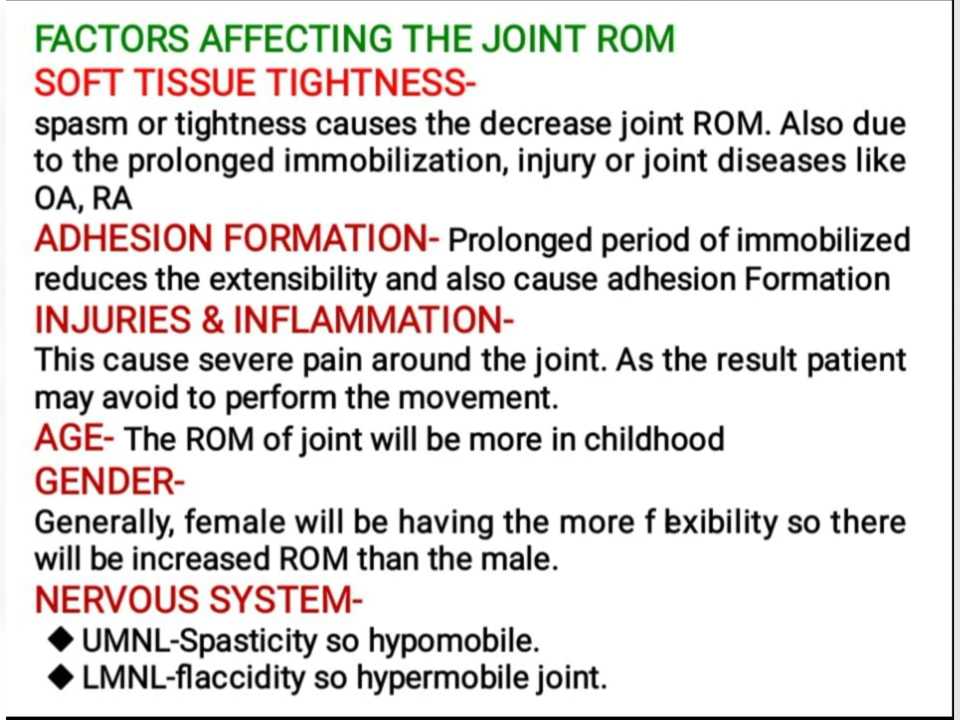 FACTORS AFFECTING THE JOINT ROM
SOFT TISSUE TIGHTNESS-
spasm or tightness causes the decrease joint ROM. Also due
to the prolonged immobilization, injury or joint diseases like
OA, RA
ADHESION FORMATION- Prolonged period of immobilized
reduces the extensibility and also cause adhesion Formation
INJURIES & INFLAMMATION-
This cause severe pain around the joint. As the result patient
may avoid to perform the movement.
AGE- The ROM of joint will be more in childhood
GENDER-
Generally, female will be having the more flexibility so there
will be increased ROM than the male.
NERVOUS SYSTEM-
◆ UMNL-Spasticity so hypomobile.
◆ LMNL-flaccidity so hypermobile joint.